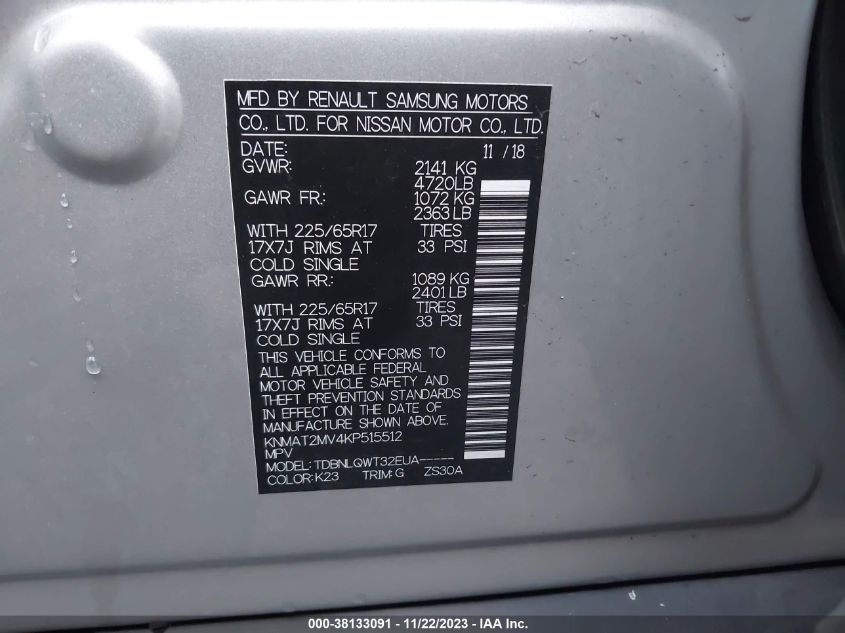 MFD BY RENAULT SAMSUNG MOTORS
CO., LTD. FOR NISSAN MOTOR CO., LTD.
DATE: 11 / 18
GVWR: 2141 KG
4720LB
GAWR FR.: 1072 KG
2363 LB
WITH 225/65R17 TIRES
17X7J RIMS AT 33 PSI
COLD SINGLE
GAWR RR.: 1089 KG
2401 LB
WITH 225/65R17 TIRES
17X7J RIMS AT 33 PSI
COLD SINGLE
THIS VEHICLE CONFORMS TO
ALL APPLICABLE FEDERAL
MOTOR VEHICLE SAFETY AND
THEFT PREVENTION STANDARDS
IN EFFECT ON THE DATE OF
MANUFACTURE SHOWN ABOVE.
KNMAT2MV4KP515512
MPV
MODEL: TDBNLQWT32EUA-----
COLOR: K23 TRIM: G ZS30A
000-38133091 - 11/22/2023 - IAA Inc.